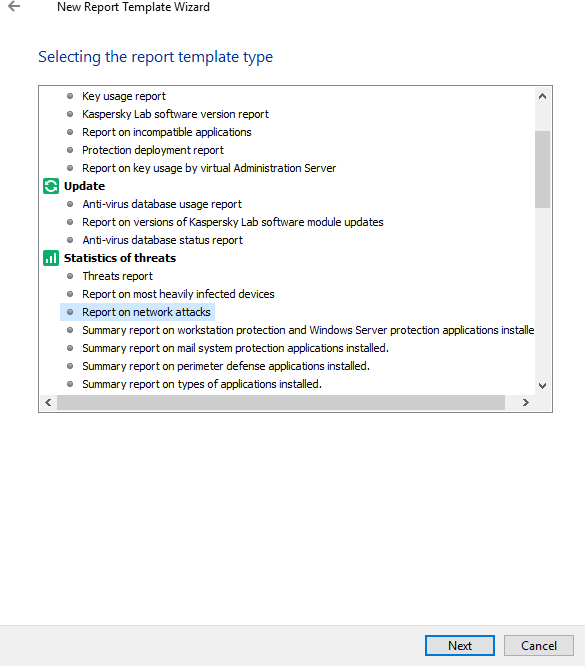 New Report Template Wizard
Selecting the report template type
Key usage report
Kaspersky Lab software version report
Report on incompatible applications
Protection deployment report
Report on key usage by virtual Administration Server
Update
Anti-virus database usage report
Report on versions of Kaspersky Lab software module updates
Anti-virus database status report
Statistics of threats
Threats report
Report on most heavily infected devices
Report on network attacks
Summary report on workstation protection and Windows Server protection applications installe
Summary report on mail system protection applications installed.
Summary report on perimeter defense applications installed.
Summary report on types of applications installed.
Next
Cancel